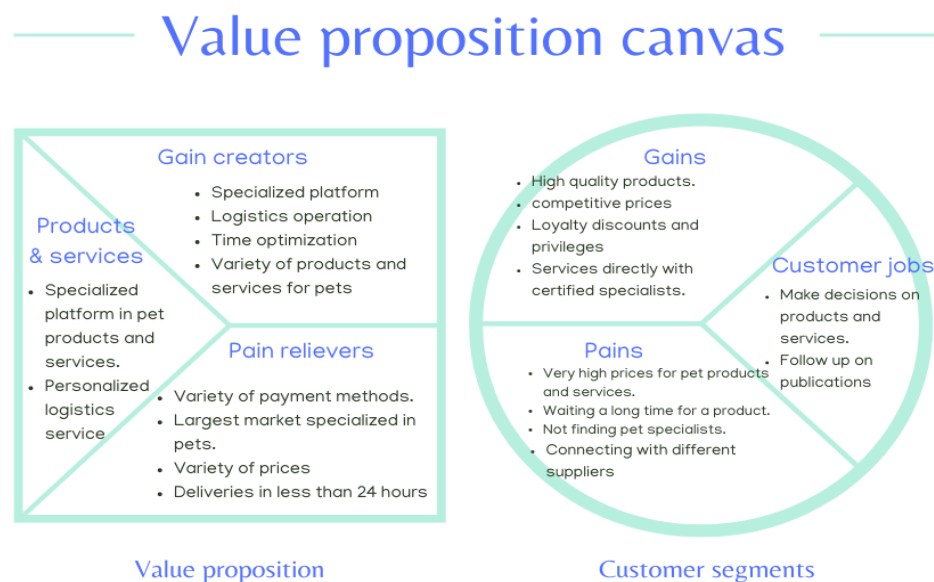 Value proposition canvas
Gain creators
• Specialized platform
• Logistics operation
• Time optimization
• Variety of products and
services for pets
Products
& services
• Specialized
platform in pet
products and
services.
• Personalized
logistics
service
Pain relievers
• Variety of payment methods.
• Largest market specialized in
pets.
• Variety of prices
• Deliveries in less than 24 hours
Value proposition
Gains
• High quality products.
• competitive prices
• Loyalty discounts and
privileges
• Services directly with
certified specialists.
Customer jobs
• Make decisions on
products and
services.
• Follow up on
publications
Pains
• Very high prices for pet products
and services.
• Waiting a long time for a product.
• Not finding pet specialists.
• Connecting with different
suppliers
Customer segments